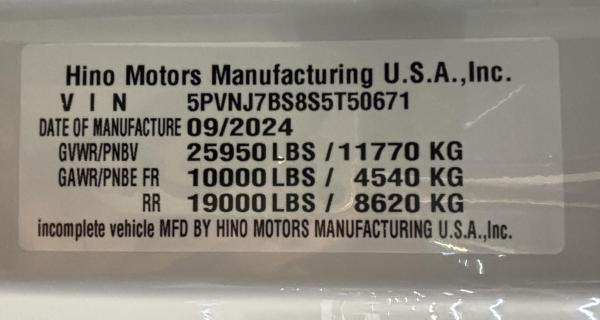 Hino Motors Manufacturing U.S.A.,Inc.
V I N 5PVNJ7BS8S5T50671
DATE OF MANUFACTURE 09/2024
GVWR/PNBV 25950 LBS / 11770 KG
GAWR/PNBE FR 10000 LBS / 4540 KG
RR 19000 LBS / 8620 KG
incomplete vehicle MFD BY HINO MOTORS MANUFACTURING U.S.A.,Inc.